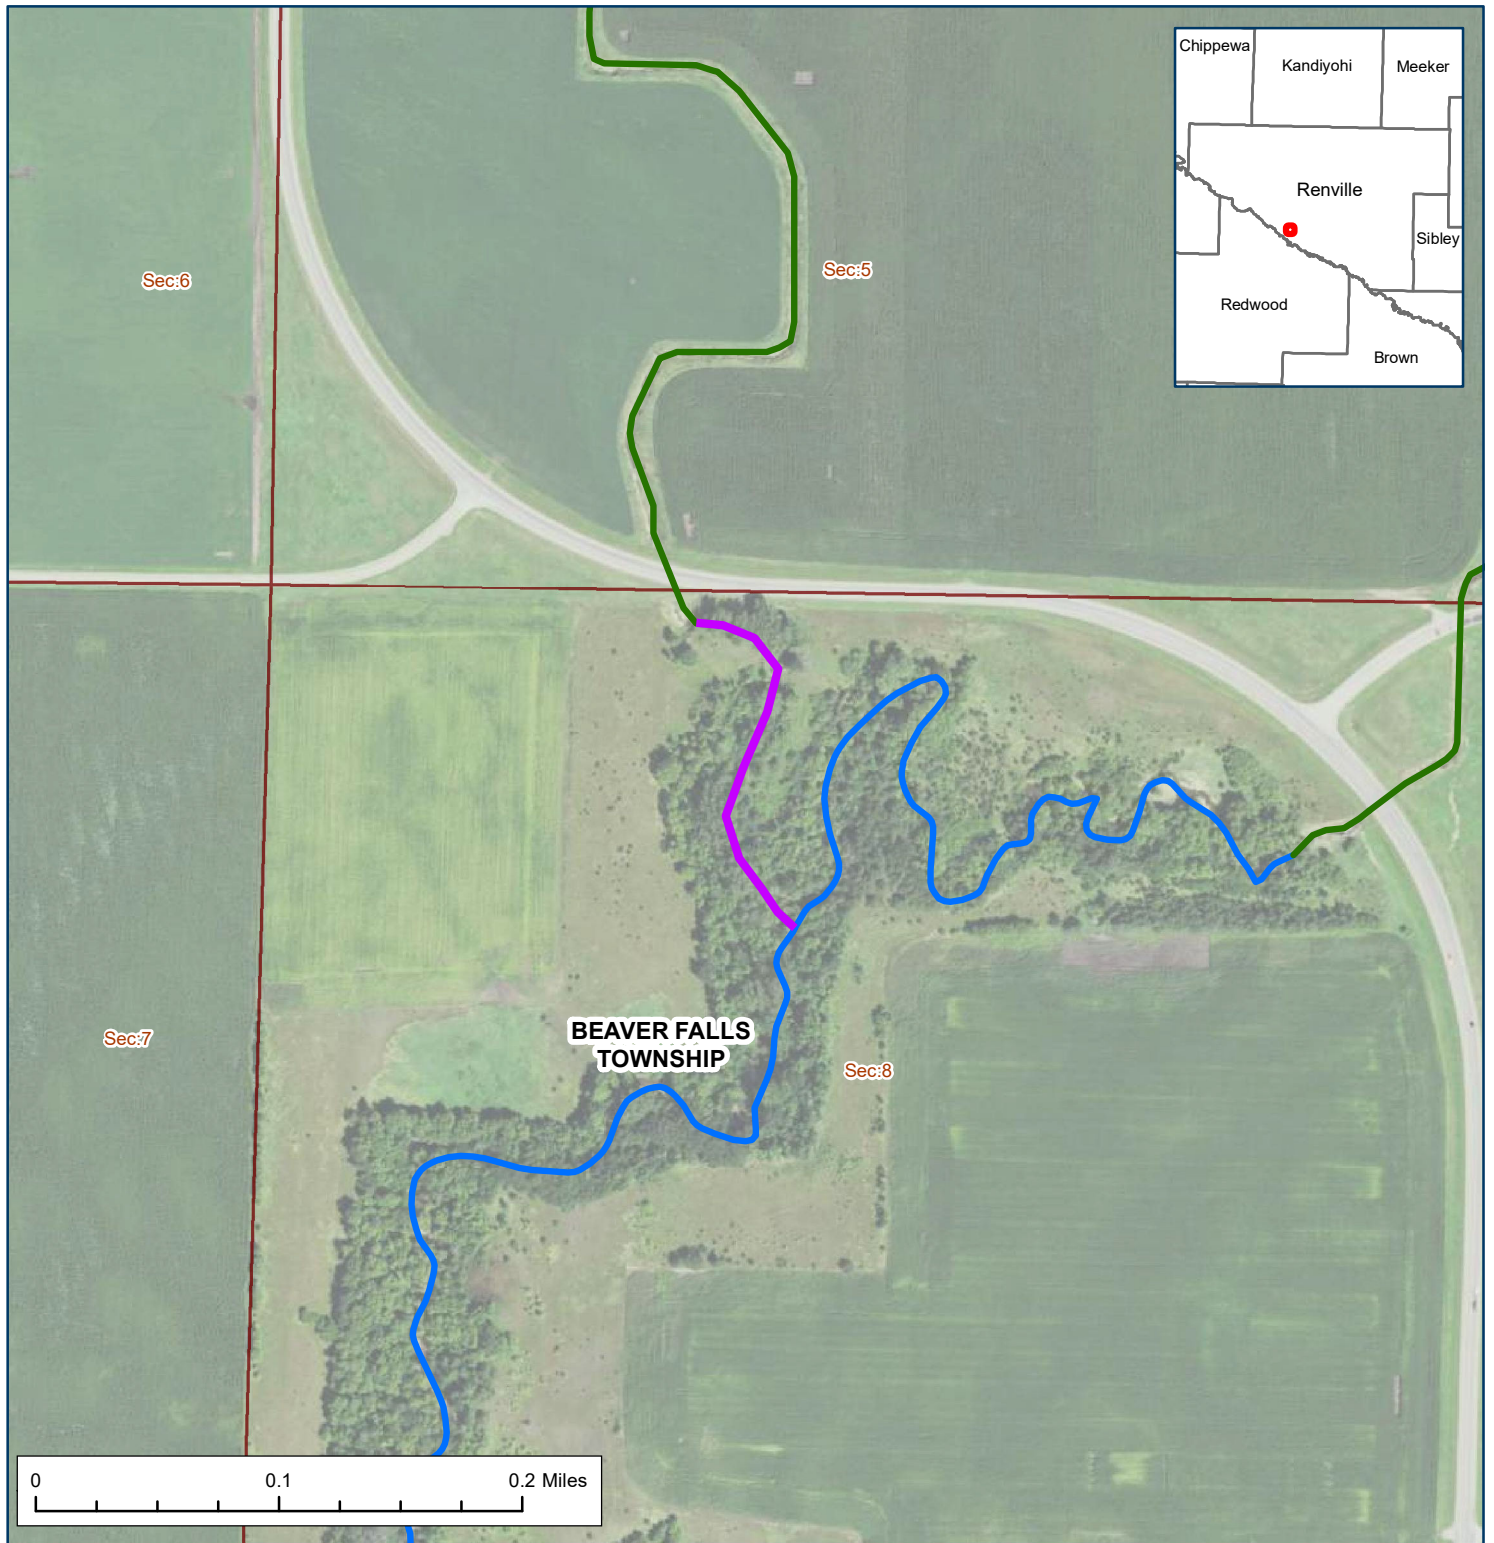 Chippewa
Kandiyohi
Meeker
Renville
Sibley
Redwood
Brown
Sec:6
Sec:5
BEAVER FALLS
TOWNSHIP
Sec:7
Sec:8
0 0.1 0.2 Miles